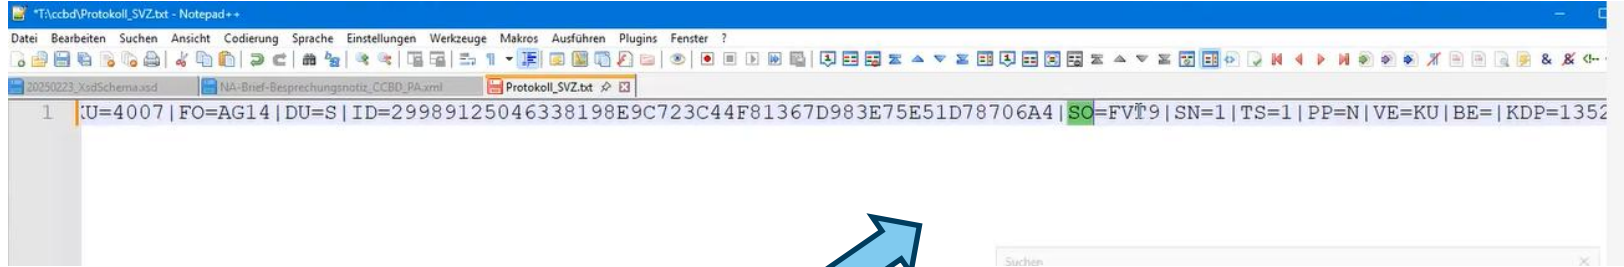 *T:\ccbd\Protokoll_SVZ.txt - Notepad++
Datei Bearbeiten Suchen Ansicht Codierung Sprache Einstellungen Werkzeuge Makros Ausführen Plugins Fenster ?
20250223_XsdSchema.xsd NA-Brief-Besprechungsnotiz_CCBD_PA.xml Protokoll_SVZ.txt
1 U=4007|FO=AG14|DU=S|ID=29989125046338198E9C723C44F81367D983E75E51D78706A4|SO=FVT9|SN=1|TS=1|PP=N|VE=KU|BE=|KDP=1352
Suchen